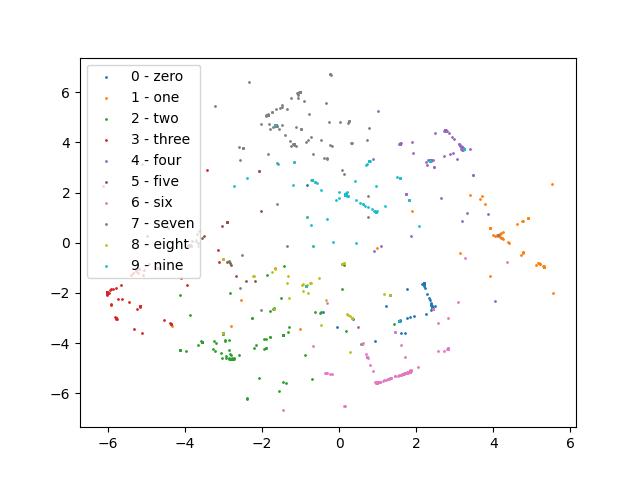 0 - zero
1 - one
2 - two
3 - three
4 - four
5 - five
6 - six
7 - seven
8 - eight
9 - nine
6
4
2
0
−2
−4
−6
−6 −4 −2 0 2 4 6